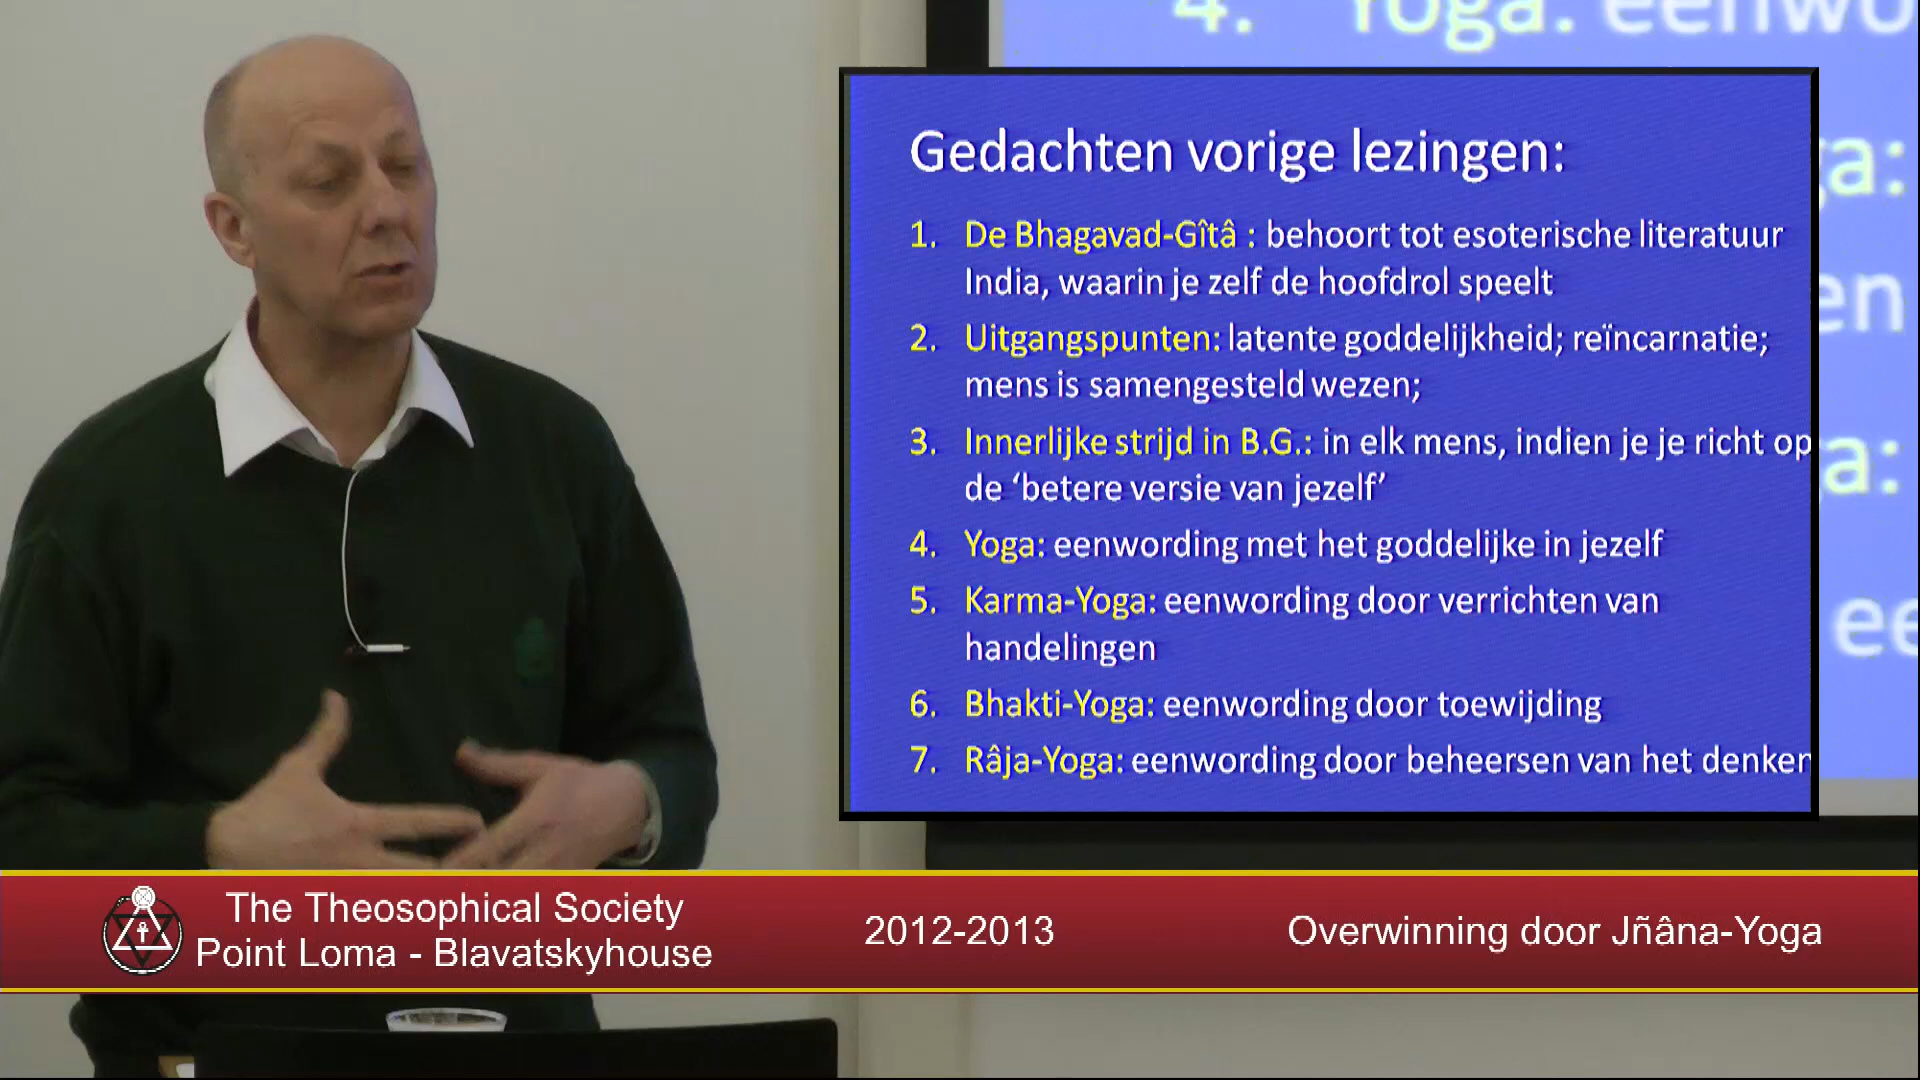 4. Yoga: eenwo
Gedachten vorige lezingen:
1. De Bhagavad-Gîtâ : behoort tot esoterische literatuur
India, waarin je zelf de hoofdrol speelt
2. Uitgangspunten: latente goddelijkheid; reïncarnatie;
mens is samengesteld wezen;
3. Innerlijke strijd in B.G.: in elk mens, indien je je richt op
de ‘betere versie van jezelf’
4. Yoga: eenwording met het goddelijke in jezelf
5. Karma-Yoga: eenwording door verrichten van
handelingen
6. Bhakti-Yoga: eenwording door toewijding
7. Râja-Yoga: eenwording door beheersen van het denken
ga:
en
ga:
ee
The Theosophical Society
Point Loma - Blavatskyhouse
2012-2013
Overwinning door Jñâna-Yoga